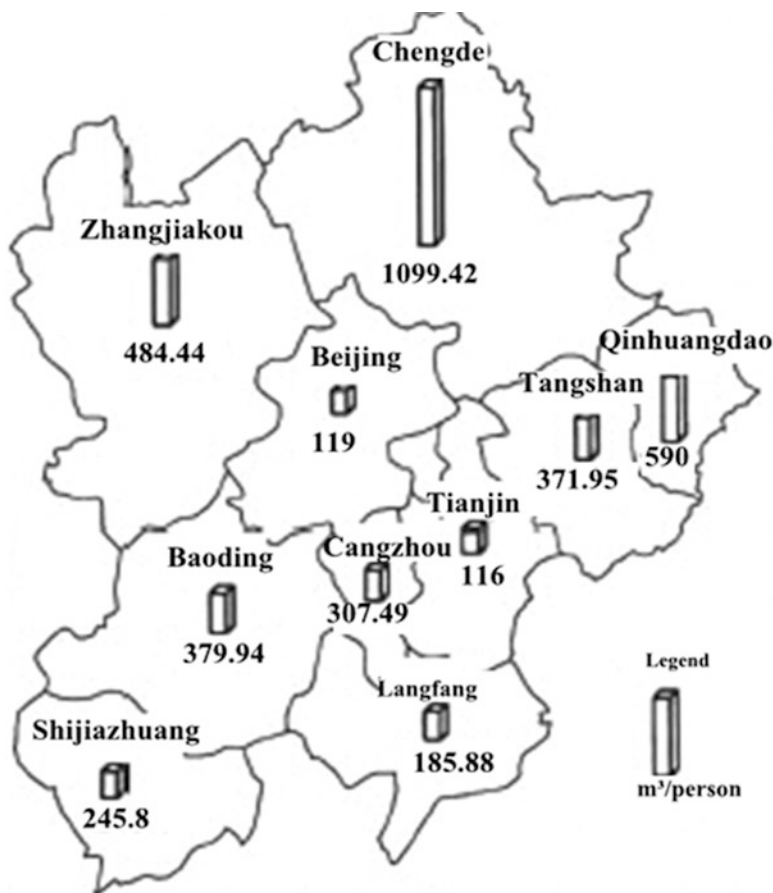 Chengde
1099.42
Zhangjiakou
484.44
Beijing
119
Qinhuangdao
590
Tangshan
371.95
Tianjin
116
Cangzhou
307.49
Baoding
379.94
Langfang
185.88
Shijiazhuang
245.8
Legend
m³/person